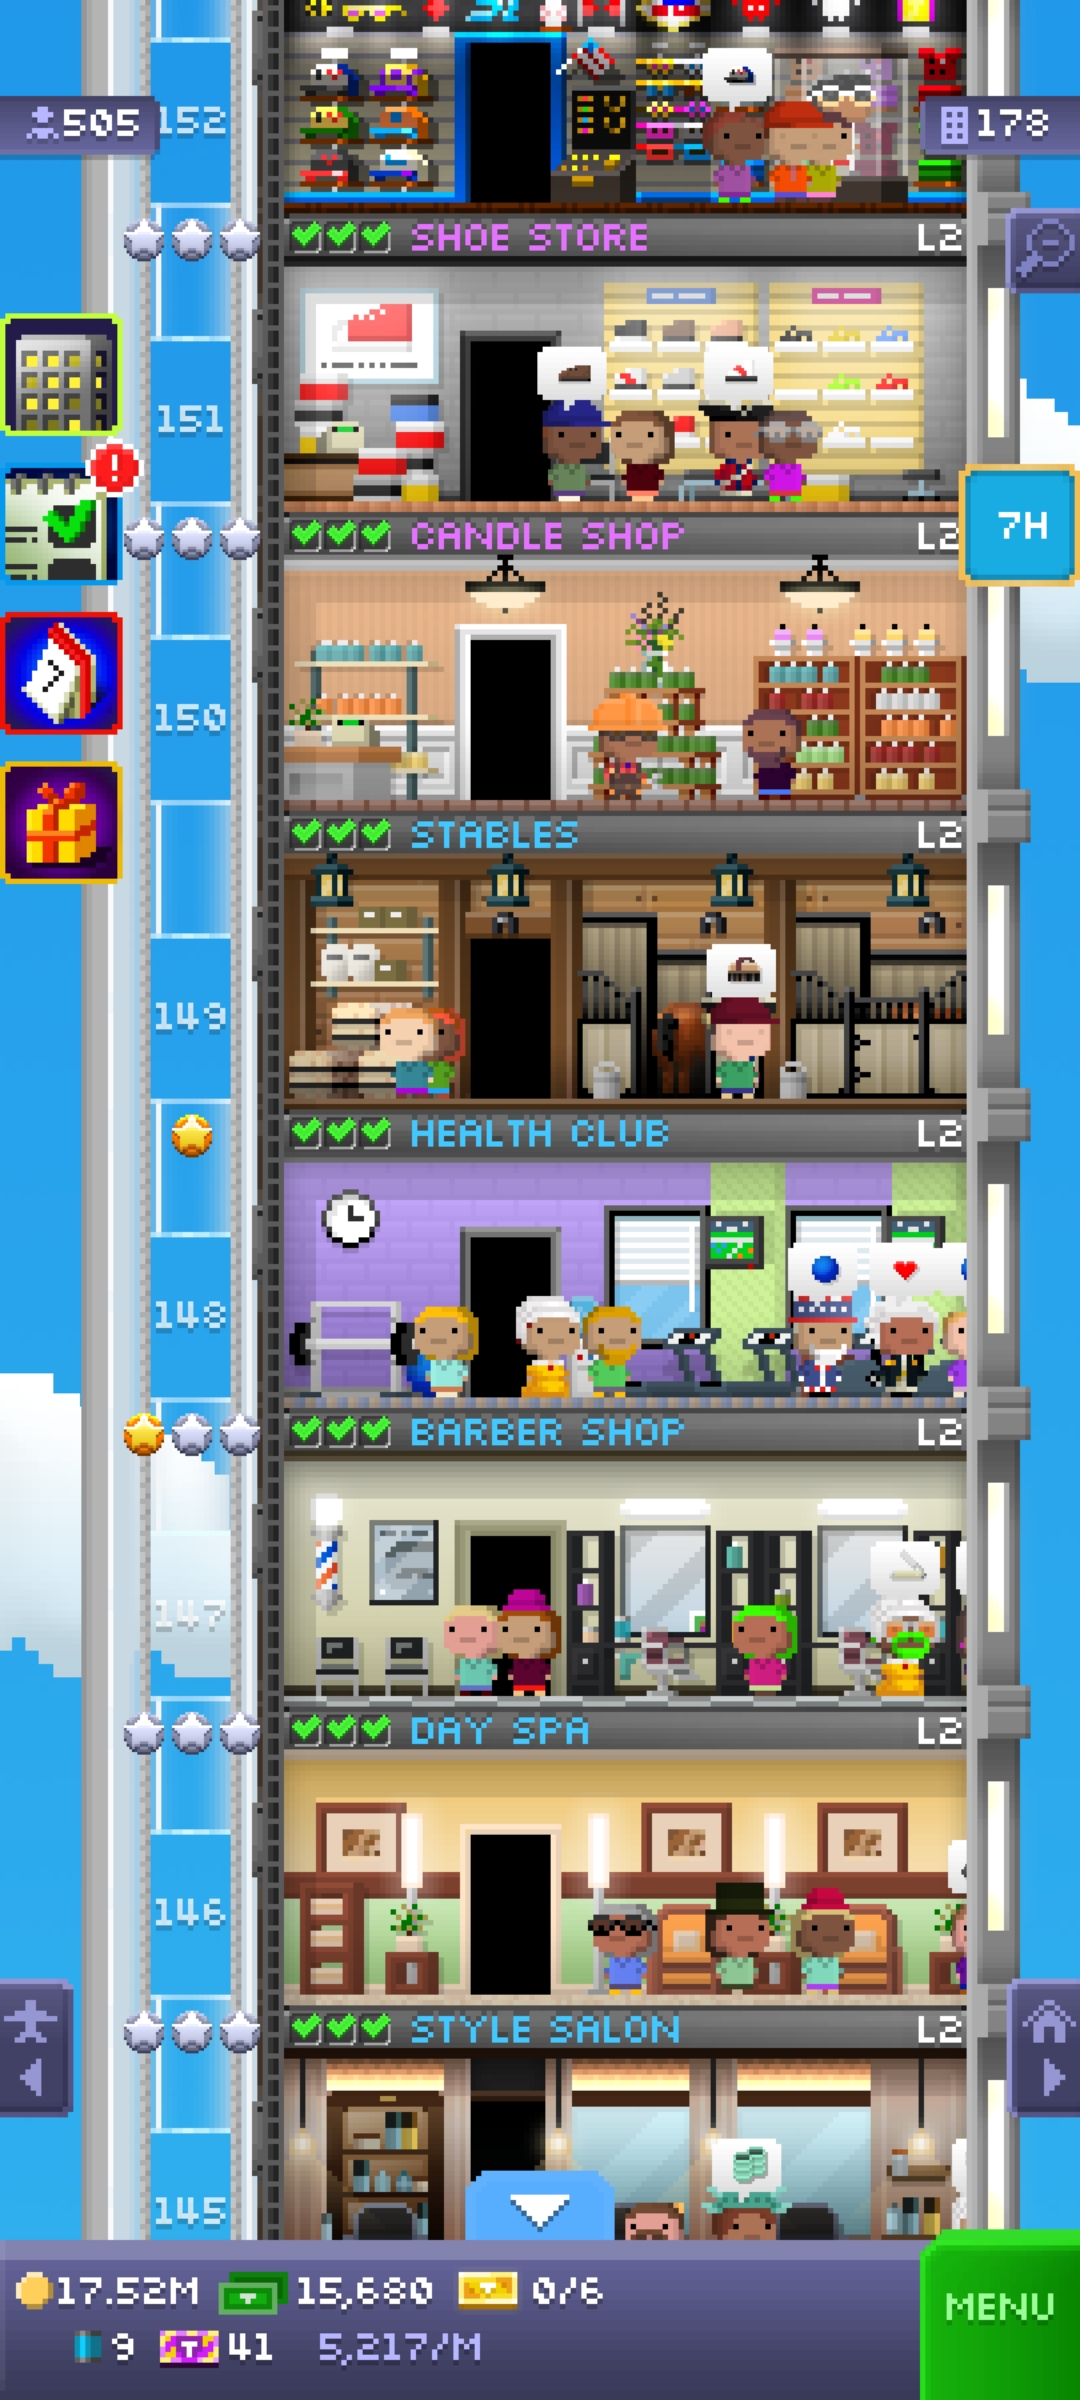 505
152
178
SHOE STORE L2
151
CANDLE SHOP L2
7H
150
STABLES L2
149
HEALTH CLUB L2
148
BARBER SHOP L2
147
DAY SPA L2
146
STYLE SALON L2
145
17.52M 15,680 0/6
MENU
9 41 5,217/M